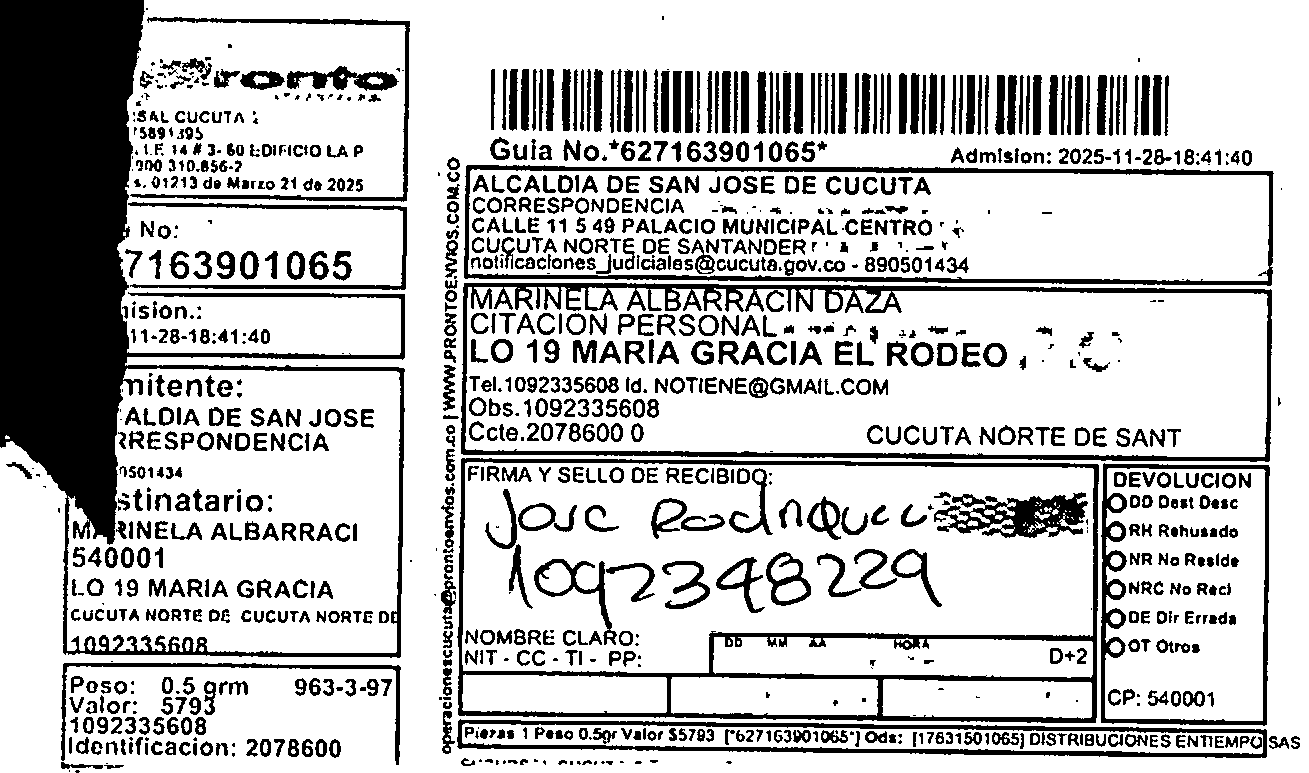 ronto
SAL CUCUTA
14 # 3- 60 EDIFICIO LA P
900 310.856-2
s. 01213 de Marzo 21 de 2025
No:
7163901065
ision.:
11-28-18:41:40
mitente:
ALDIA DE SAN JOSE
RRESPONDENCIA
0501434
stinatario:
MARINELA ALBARRACI
540001
LO 19 MARIA GRACIA
CUCUTA NORTE DE CUCUTA NORTE DE
1092335608
Peso: 0.5 grm 963-3-97
Valor: 5793
1092335608
Identificacion: 2078600
operacionescucuta@prontoenvios.com.co | WWW.PRONTOENVIOS.COM.CO
Guia No.*627163901065*
Admision: 2025-11-28-18:41:40
ALCALDIA DE SAN JOSE DE CUCUTA
CORRESPONDENCIA
CALLE 11 5 49 PALACIO MUNICIPAL CENTRO
CUCUTA NORTE DE SANTANDER
notificaciones_judiciales@cucuta.gov.co - 890501434
MARINELA ALBARRACIN DAZA
CITACION PERSONAL
LO 19 MARIA GRACIA EL RODEO
Tel.1092335608 Id. NOTIENE@GMAIL.COM
Obs.1092335608
Ccte.2078600 0 CUCUTA NORTE DE SANT
FIRMA Y SELLO DE RECIBIDO:
Jose Rodriguez
1092348229
NOMBRE CLARO:
NIT - CC - TI - PP:
DD MM AA HORA
D+2
DEVOLUCION
DD Dest Desc
RH Rehusado
NR No Reside
NRC No Recl
DE Dir Errada
OT Otros
CP: 540001
Piezas 1 Peso 0.5gr Valor $5793 [*627163901065*] Ods: [17631501065] DISTRIBUCIONES ENTIEMPO SAS